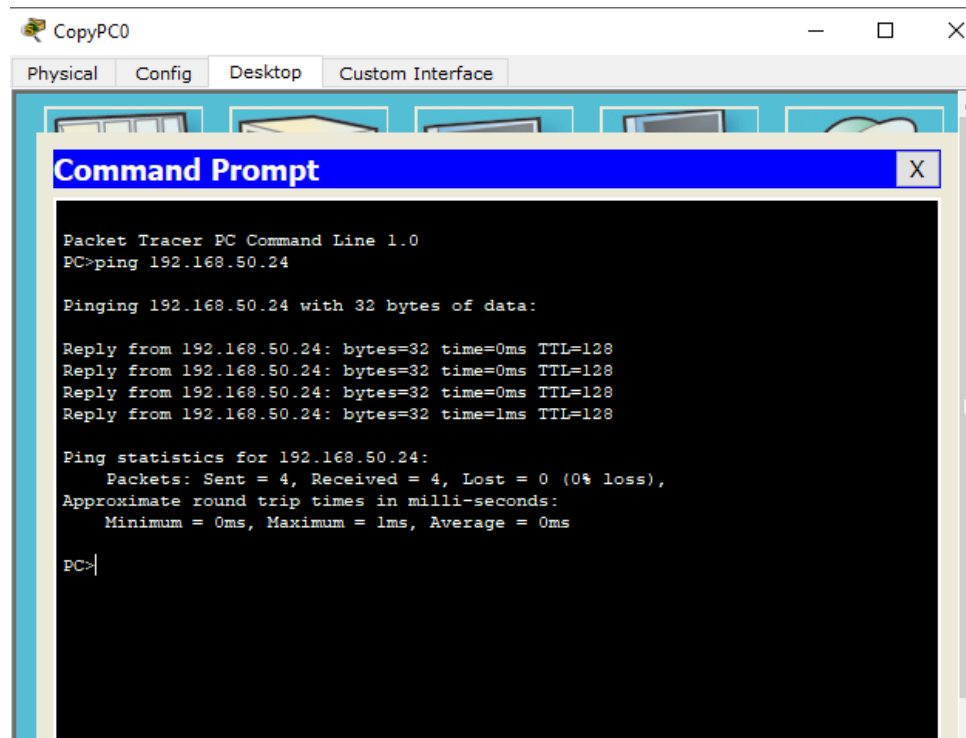 CopyPC0
Physical Config Desktop Custom Interface
Command Prompt X
Packet Tracer PC Command Line 1.0
PC>ping 192.168.50.24
Pinging 192.168.50.24 with 32 bytes of data:
Reply from 192.168.50.24: bytes=32 time=0ms TTL=128
Reply from 192.168.50.24: bytes=32 time=0ms TTL=128
Reply from 192.168.50.24: bytes=32 time=0ms TTL=128
Reply from 192.168.50.24: bytes=32 time=1ms TTL=128
Ping statistics for 192.168.50.24:
Packets: Sent = 4, Received = 4, Lost = 0 (0% loss),
Approximate round trip times in milli-seconds:
Minimum = 0ms, Maximum = 1ms, Average = 0ms
PC>